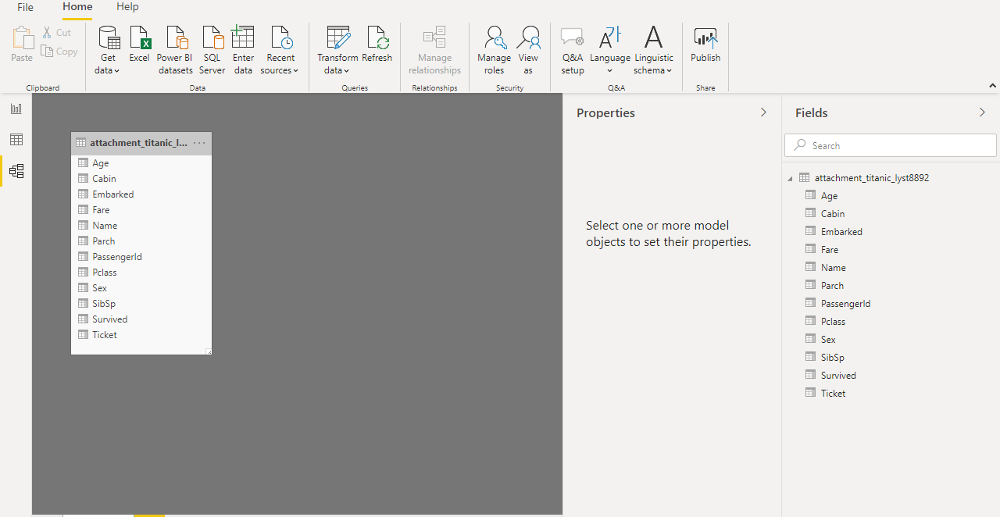 File Home Help
Paste Cut Copy
Get data
Excel
Power BI datasets
SQL Server
Enter data
Recent sources
Transform data
Refresh
Manage relationships
Manage roles
View as
Q&A setup
Language
Linguistic schema
Publish
Clipboard Data Queries Relationships Security Q&A Share
attachment_titanic_l...
Age
Cabin
Embarked
Fare
Name
Parch
PassengerId
Pclass
Sex
SibSp
Survived
Ticket
Properties
Select one or more model
objects to set their properties.
Fields
Search
attachment_titanic_lyst8892
Age
Cabin
Embarked
Fare
Name
Parch
PassengerId
Pclass
Sex
SibSp
Survived
Ticket